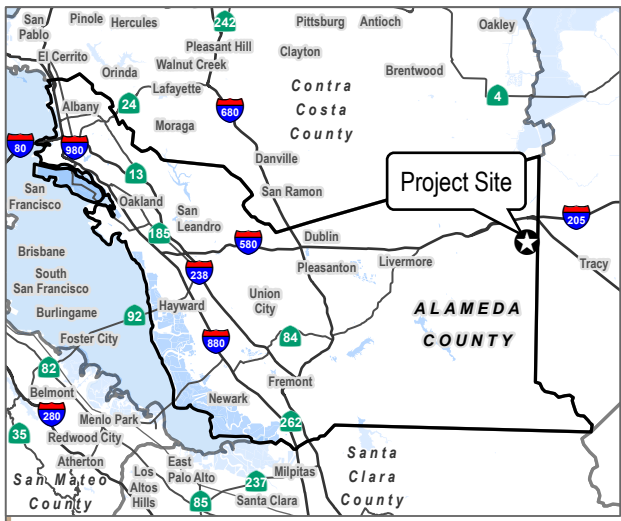 San
Pablo
Pinole
Hercules
242
Pittsburg
Antioch
Oakley
El Cerrito
Pleasant Hill
Clayton
Walnut Creek
Orinda
Brentwood
Lafayette
Contra
Costa
County
4
Albany
24
680
Moraga
80
980
Danville
13
San Ramon
Project Site
San
Francisco
Oakland
San
Leandro
205
185
580
Dublin
Brisbane
Pleasanton
Livermore
Tracy
238
South
San Francisco
Union
City
Hayward
ALAMEDA
COUNTY
Burlingame
92
Foster City
880
84
82
Fremont
Belmont
Newark
280
Menlo Park
262
35
Redwood City
Atherton
San Mateo
County
Los
Altos
Hills
East
Palo Alto
Milpitas
237
Santa
Clara
County
85
Santa Clara